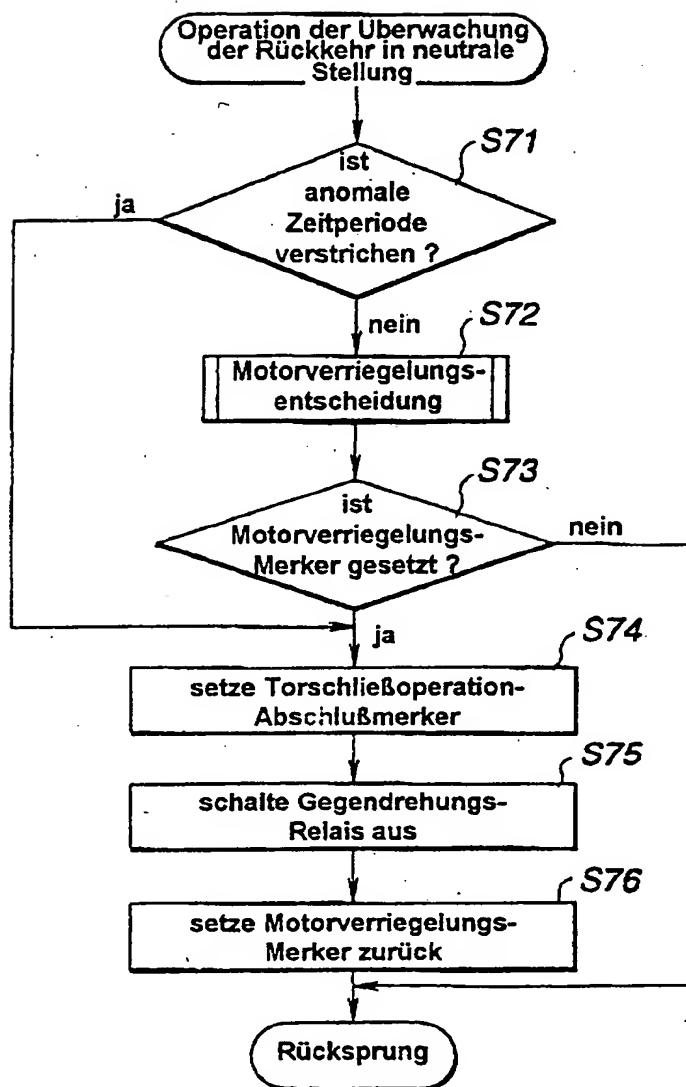 Operation der Überwachung
der Rückkehr in neutrale
Stellung
S71
ist
anomale
Zeitperiode
verstrichen ?
ja
nein
S72
Motorverriegelungs-
entscheidung
S73
ist
Motorverriegelungs-
Merker gesetzt ?
nein
ja
S74
setze Torschließoperation-
Abschlußmerker
S75
schalte Gegendrehungs-
Relais aus
S76
setze Motorverriegelungs-
Merker zurück
Rücksprung